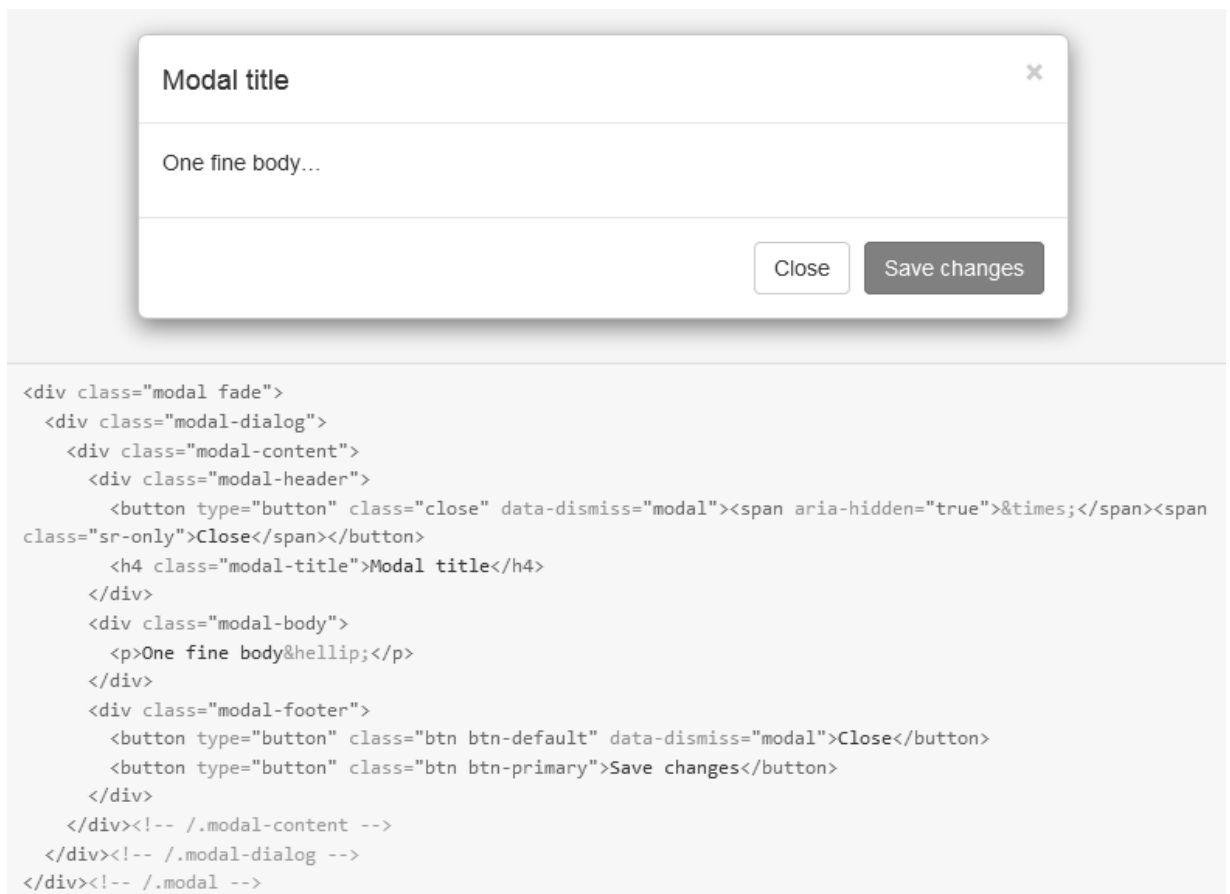 Modal title ×
One fine body…
Close Save changes
<div class="modal fade">
  <div class="modal-dialog">
    <div class="modal-content">
      <div class="modal-header">
        <button type="button" class="close" data-dismiss="modal"><span aria-hidden="true">&times;</span><span
class="sr-only">Close</span></button>
        <h4 class="modal-title">Modal title</h4>
      </div>
      <div class="modal-body">
        <p>One fine body&hellip;</p>
      </div>
      <div class="modal-footer">
        <button type="button" class="btn btn-default" data-dismiss="modal">Close</button>
        <button type="button" class="btn btn-primary">Save changes</button>
      </div>
    </div><!-- /.modal-content -->
  </div><!-- /.modal-dialog -->
</div><!-- /.modal -->